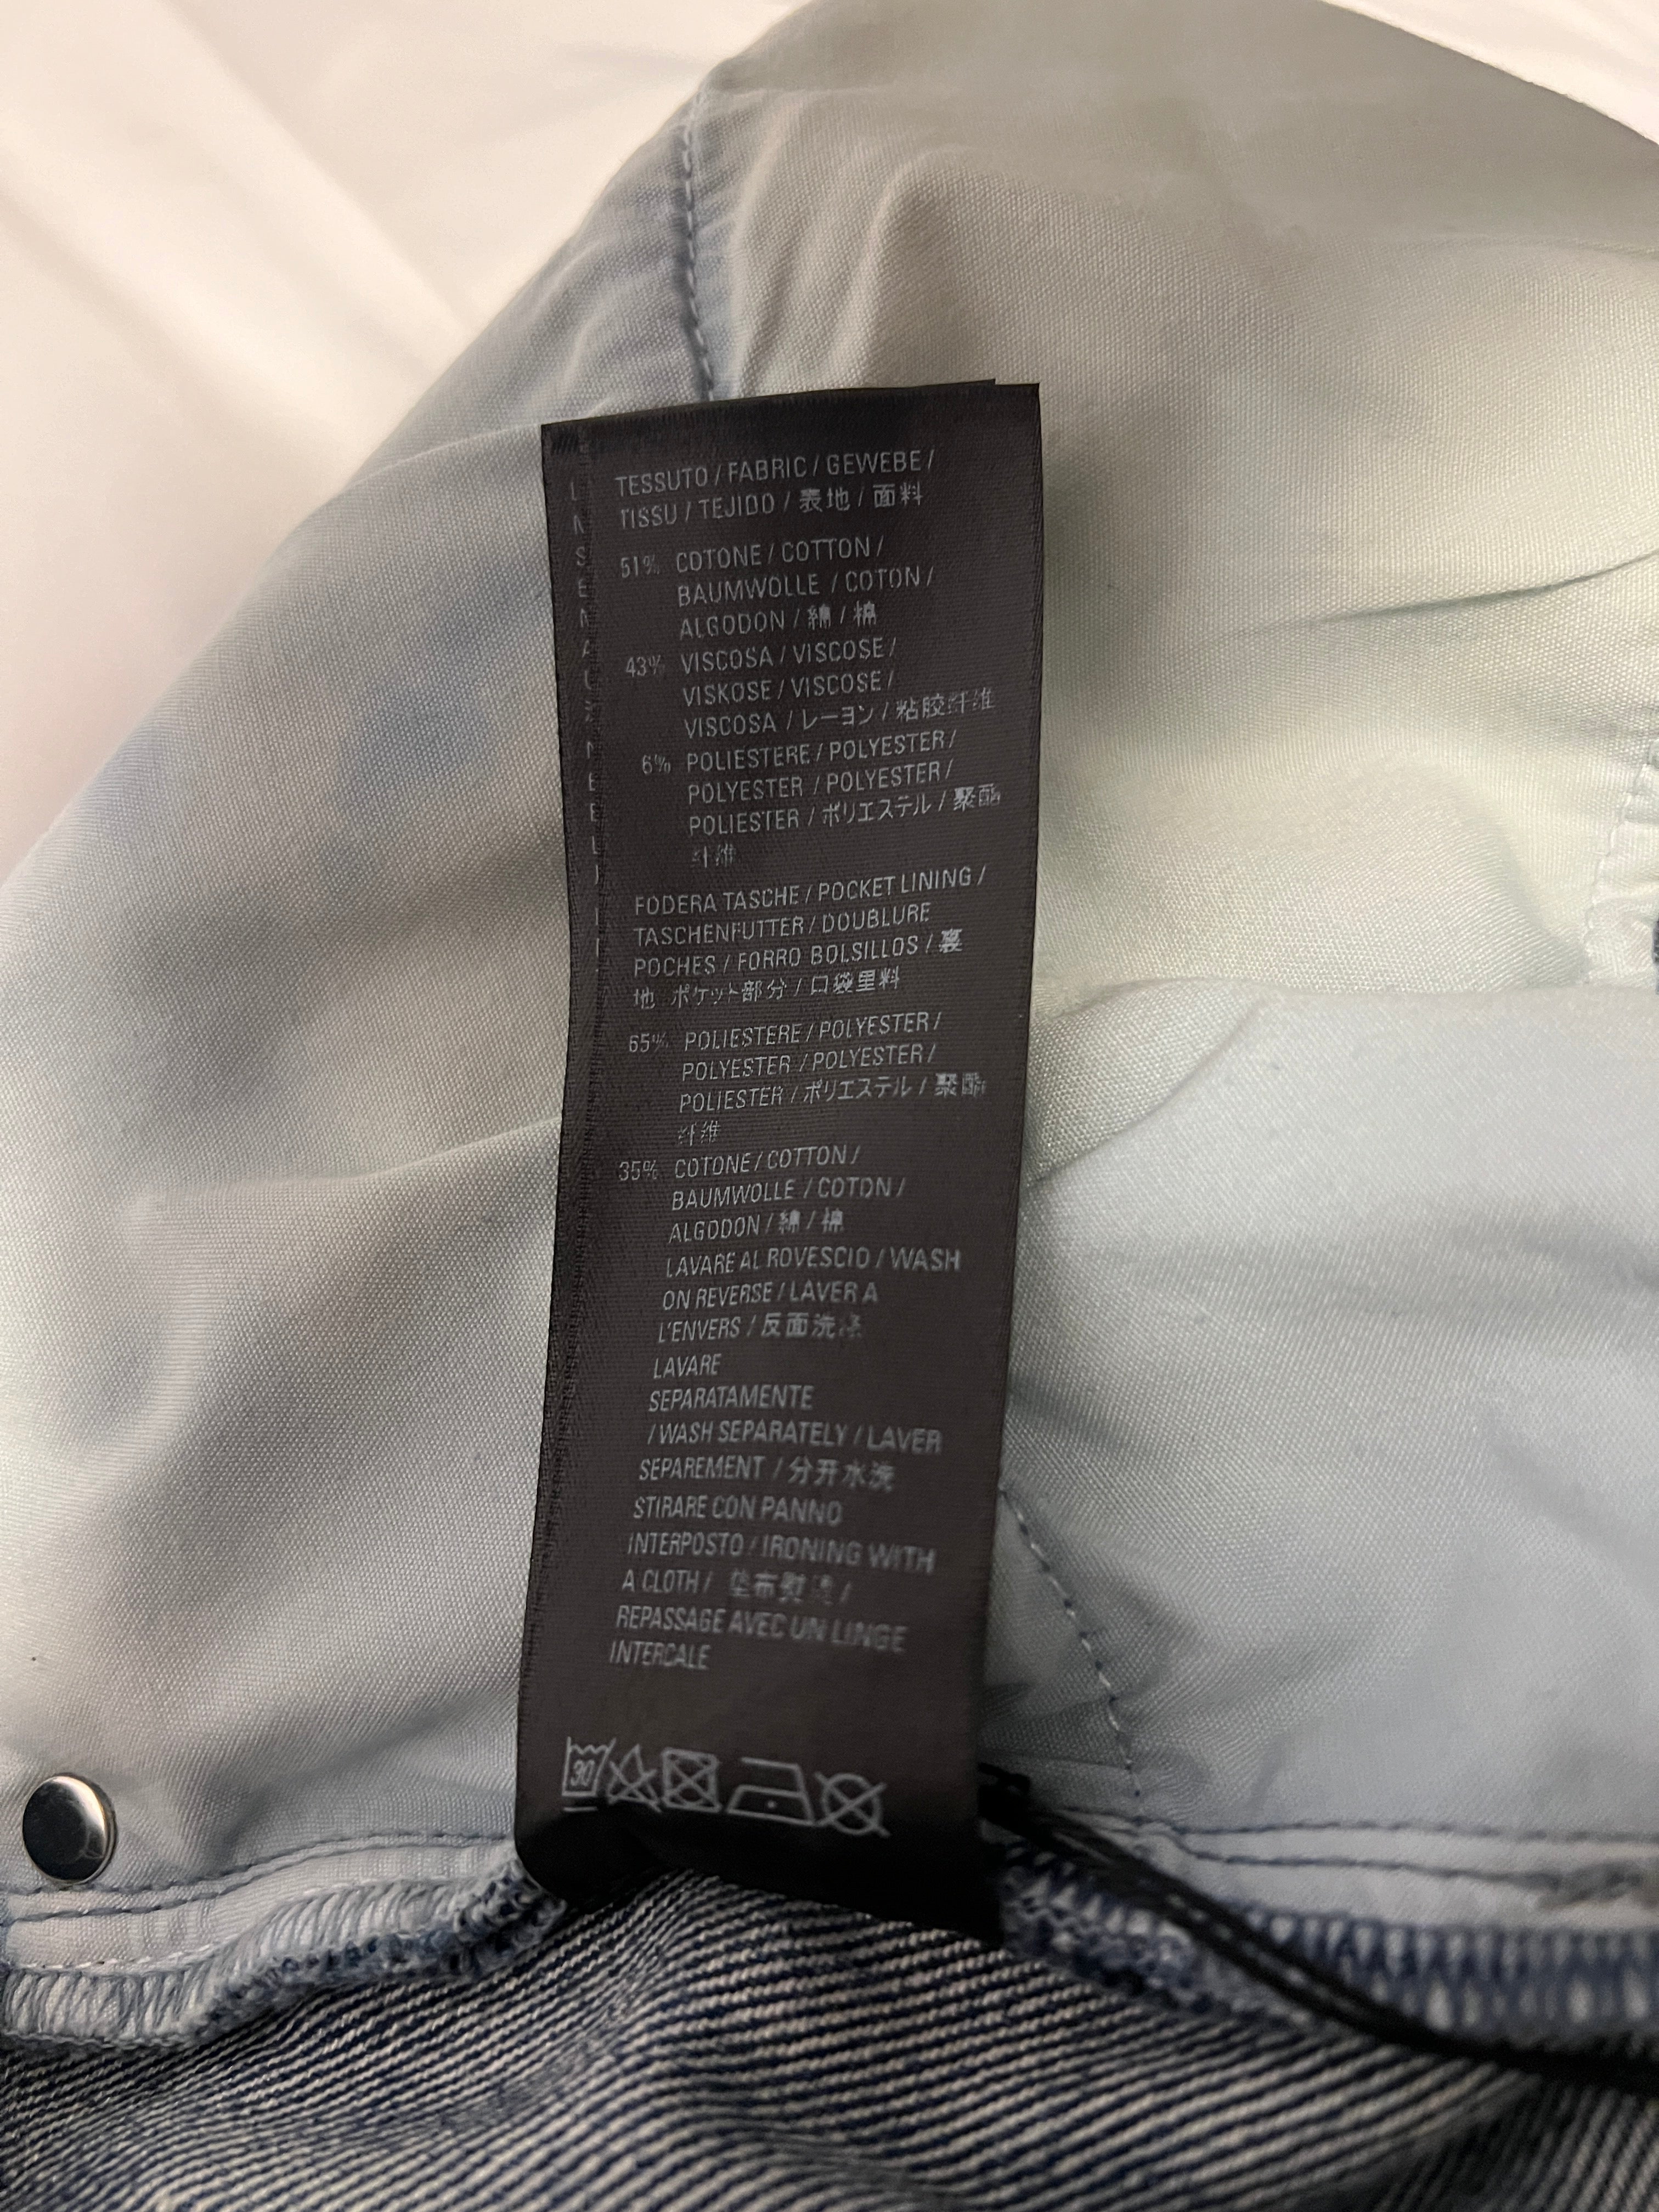 TESSUTO / FABRIC / GEWEBE /
TISSU / TEJIDO / 表地 / 面料
51% COTONE / COTTON /
BAUMWOLLE / COTON /
ALGODON / 綿 / 棉
43% VISCOSA / VISCOSE /
VISKOSE / VISCOSE /
VISCOSA / レーヨン / 粘胶纤维
6% POLIESTERE / POLYESTER /
POLYESTER / POLYESTER /
POLIESTER / ポリエステル / 聚酯
纤维
FODERA TASCHE / POCKET LINING /
TASCHENFUTTER / DOUBLURE
POCHES / FORRO BOLSILLOS / 裏
地 ポケット部分 / 口袋里料
65% POLIESTERE / POLYESTER /
POLYESTER / POLYESTER /
POLIESTER / ポリエステル / 聚酯
纤维
35% COTONE / COTTON /
BAUMWOLLE / COTON /
ALGODON / 綿 / 棉
LAVARE AL ROVESCIO / WASH
ON REVERSE / LAVER A
L'ENVERS / 反面洗涤
LAVARE
SEPARATAMENTE
/ WASH SEPARATELY / LAVER
SEPAREMENT / 分开水洗
STIRARE CON PANNO
INTERPOSTO / IRONING WITH
A CLOTH / 垫布熨烫 /
REPASSAGE AVEC UN LINGE
INTERCALE
30